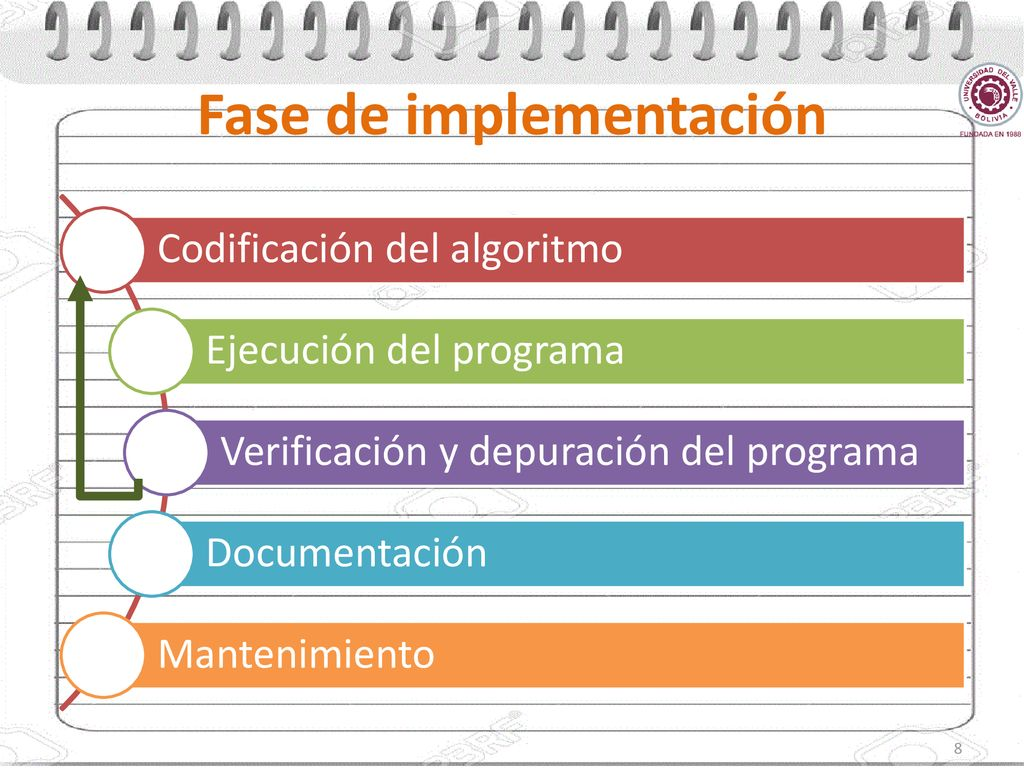 Fase de implementación
UNIVERSIDAD DEL VALLE
BOLIVIA
FUNDADA EN 1988
Codificación del algoritmo
Ejecución del programa
Verificación y depuración del programa
Documentación
Mantenimiento
8